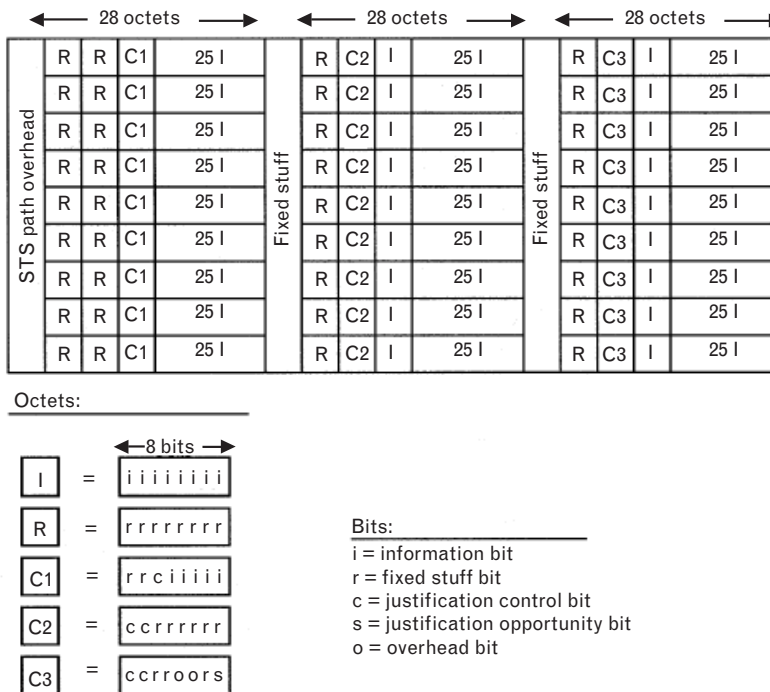 28 octets 28 octets 28 octets
STS path overhead
Fixed stuff
Fixed stuff
R R C1 25 I R C2 I 25 I R C3 I 25 I
R R C1 25 I R C2 I 25 I R C3 I 25 I
R R C1 25 I R C2 I 25 I R C3 I 25 I
R R C1 25 I R C2 I 25 I R C3 I 25 I
R R C1 25 I R C2 I 25 I R C3 I 25 I
R R C1 25 I R C2 I 25 I R C3 I 25 I
R R C1 25 I R C2 I 25 I R C3 I 25 I
R R C1 25 I R C2 I 25 I R C3 I 25 I
R R C1 25 I R C2 I 25 I R C3 I 25 I
Octets:
8 bits
I = i i i i i i i i
R = r r r r r r r r
C1 = r r c i i i i i
C2 = c c r r r r r r
C3 = c c r r o o r s
Bits:
i = information bit
r = fixed stuff bit
c = justification control bit
s = justification opportunity bit
o = overhead bit